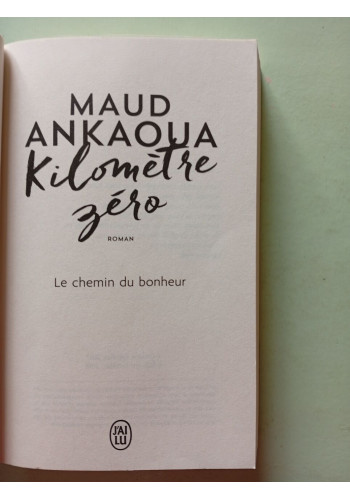 MAUD
ANKAOUA
Kilomètre
zéro
ROMAN
Le chemin du bonheur
J'AI
LU